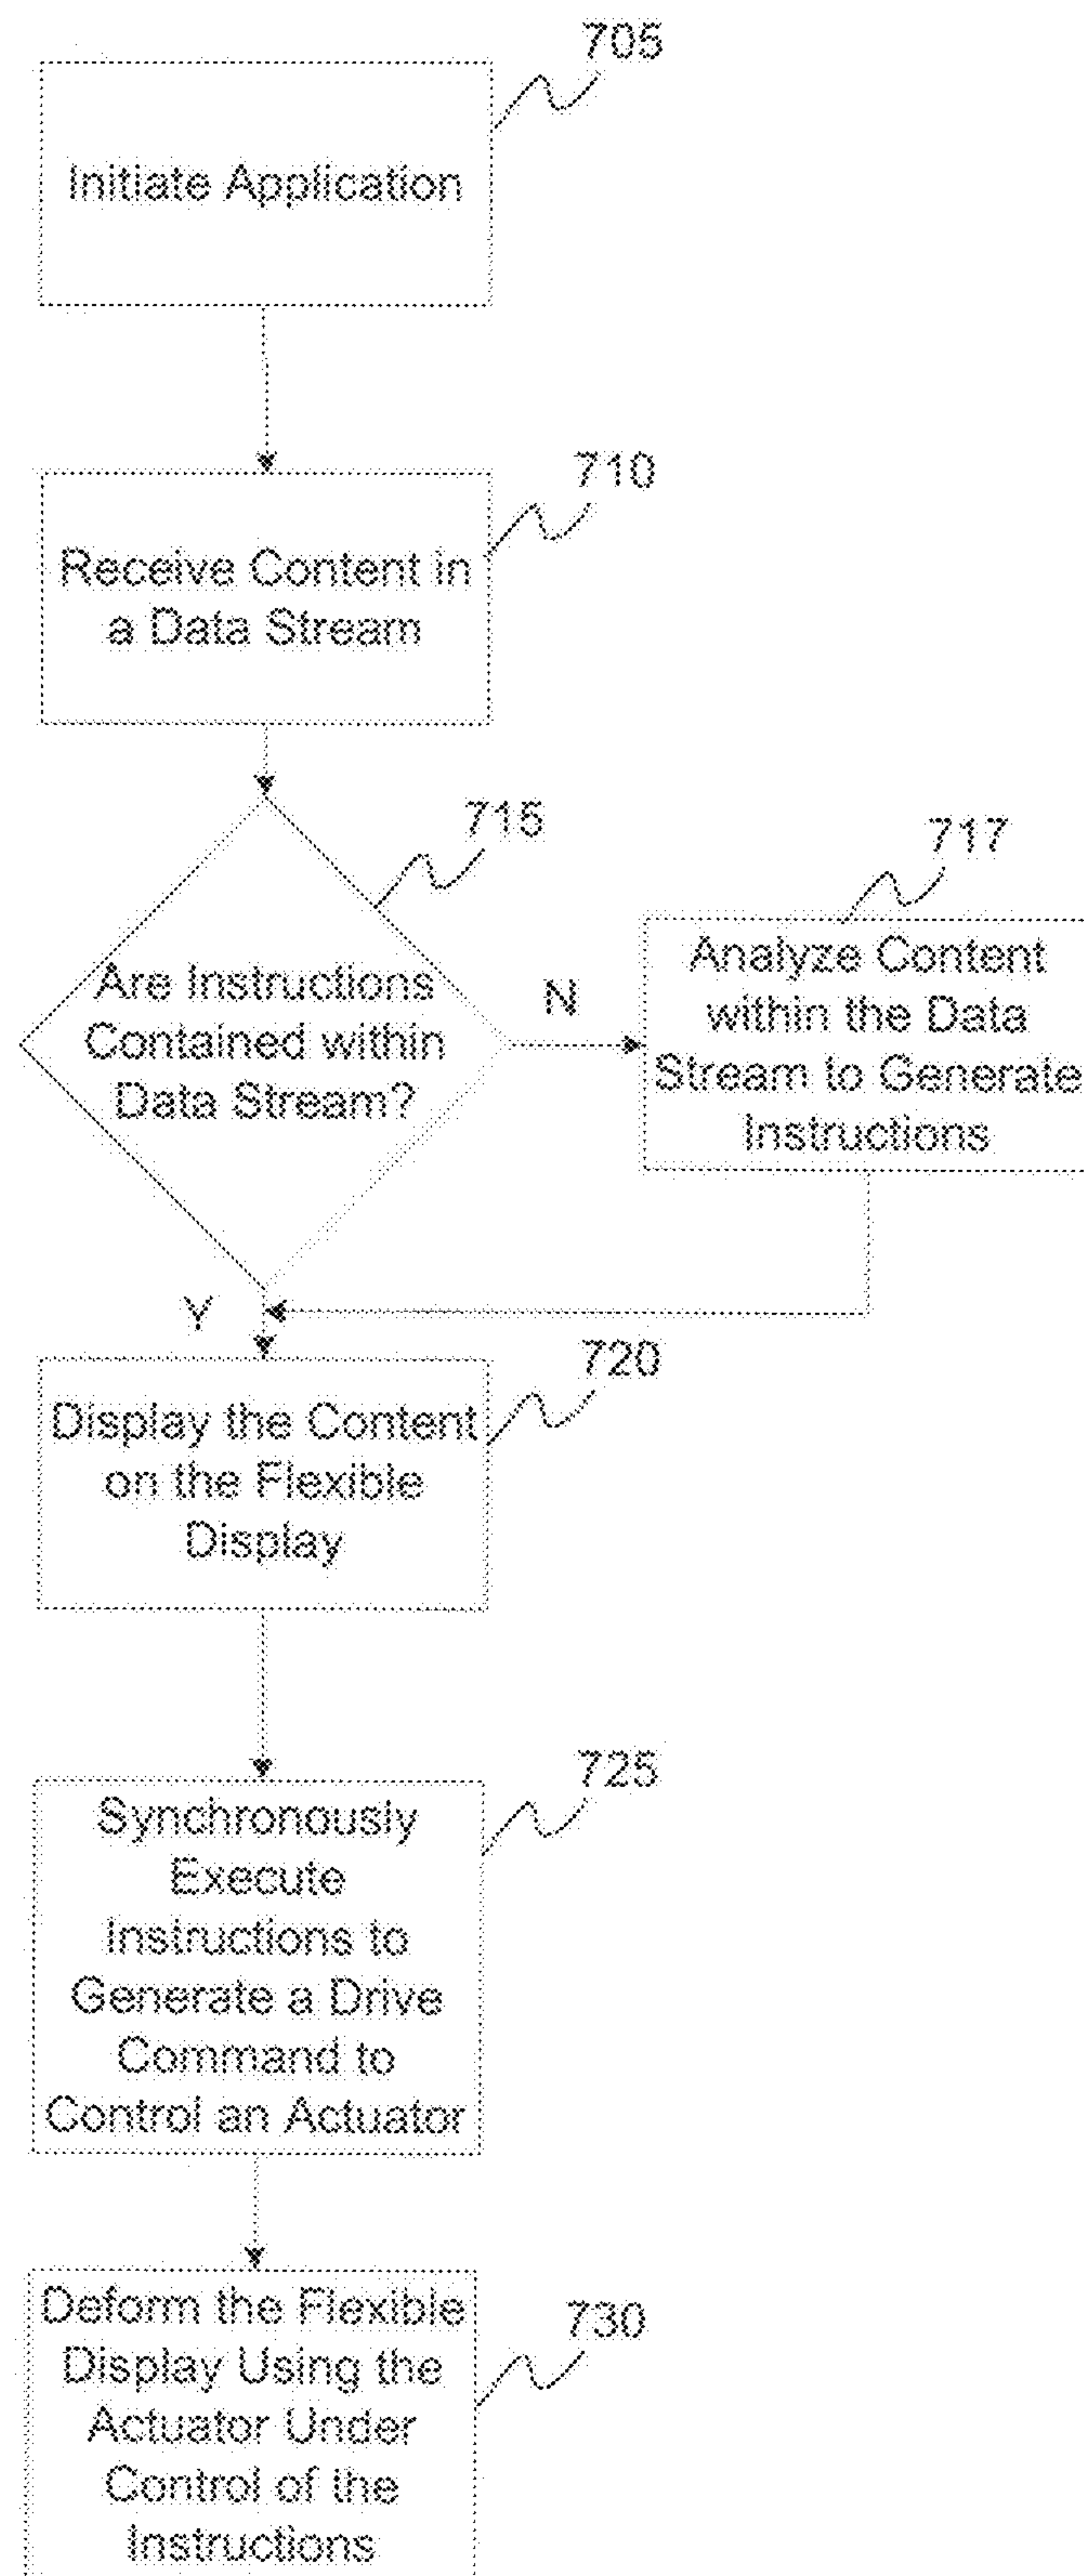 705
Initiate Application
710
Receive Content in
a Data Stream
715
Are Instructions
Contained within
Data Stream?
N
717
Analyze Content
within the Data
Stream to Generate
Instructions
Y
720
Display the Content
on the Flexible
Display
725
Synchronously
Execute
Instructions to
Generate a Drive
Command to
Control an Actuator
730
Deform the Flexible
Display Using the
Actuator Under
Control of the
Instructions